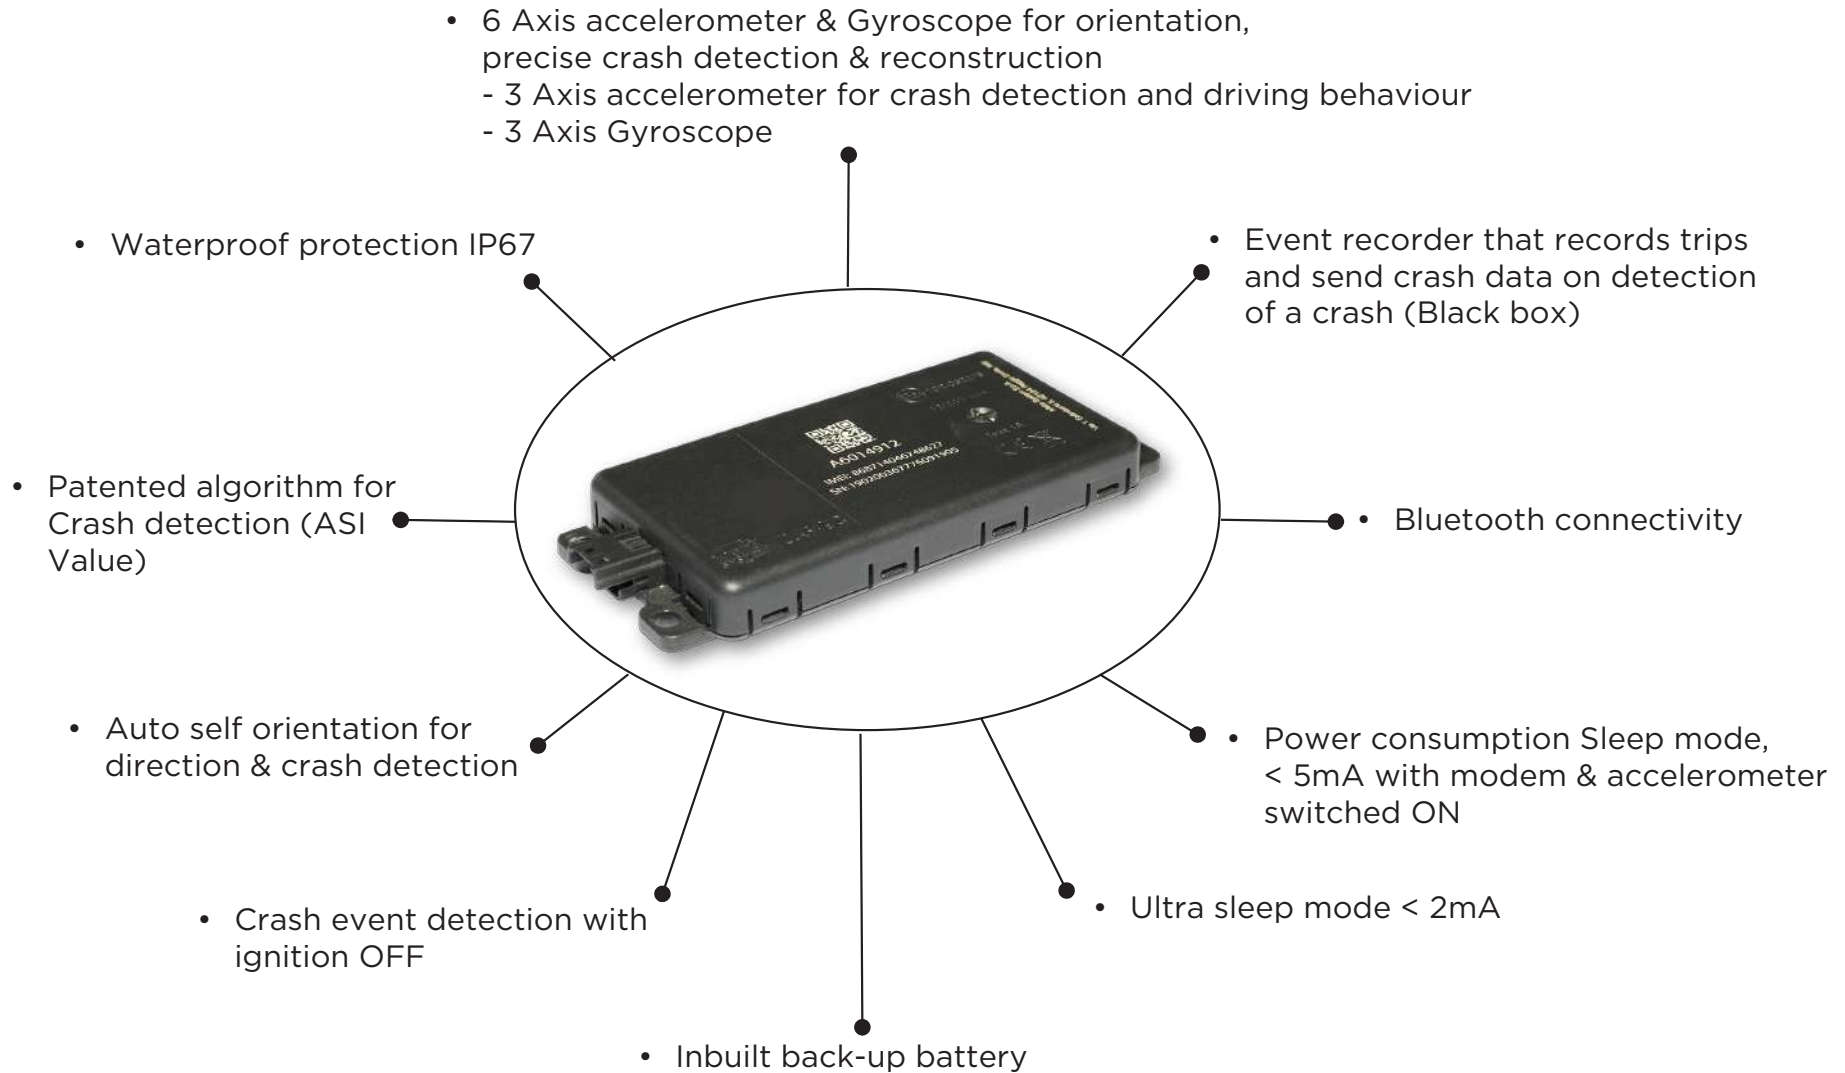 • 6 Axis accelerometer & Gyroscope for orientation,
precise crash detection & reconstruction
- 3 Axis accelerometer for crash detection and driving behaviour
- 3 Axis Gyroscope
• Waterproof protection IP67
• Event recorder that records trips
and send crash data on detection
of a crash (Black box)
• Patented algorithm for
Crash detection (ASI
Value)
• Bluetooth connectivity
• Auto self orientation for
direction & crash detection
• Power consumption Sleep mode,
< 5mA with modem & accelerometer
switched ON
• Crash event detection with
ignition OFF
• Ultra sleep mode < 2mA
• Inbuilt back-up battery
A6014912
IMEI: 868714046748627